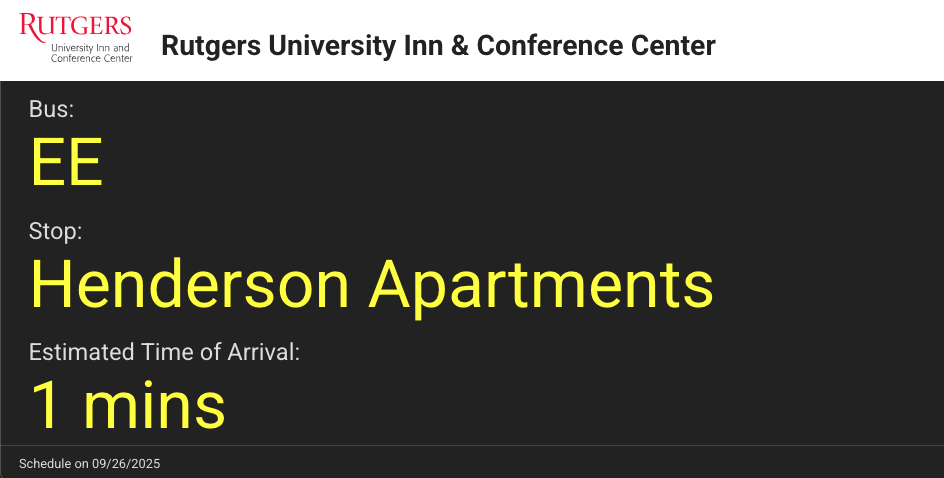 RUTGERS
University Inn and
Conference Center
Rutgers University Inn & Conference Center
Bus:
EE
Stop:
Henderson Apartments
Estimated Time of Arrival:
1 mins
Schedule on 09/26/2025